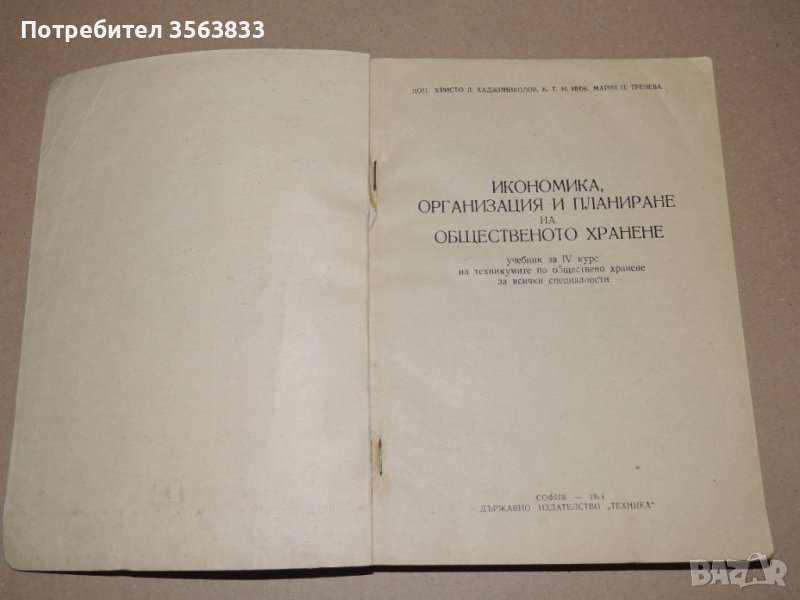 Потребител 3563833
ДОЦ. ХРИСТО Д. ХАДЖИНИКОЛОВ, К. Т. Н. ИНЖ. МАРИЯ П. ТРЕНЕВА
ИКОНОМИКА,
ОРГАНИЗАЦИЯ И ПЛАНИРАНЕ
НА
ОБЩЕСТВЕНОТО ХРАНЕНЕ
учебник за IV курс
на техникумите по обществено хранене
за всички специалности
СОФИЯ —
ДЪРЖАВНО ИЗДАТЕЛСТВО „ТЕХНИКА“
BAZAR